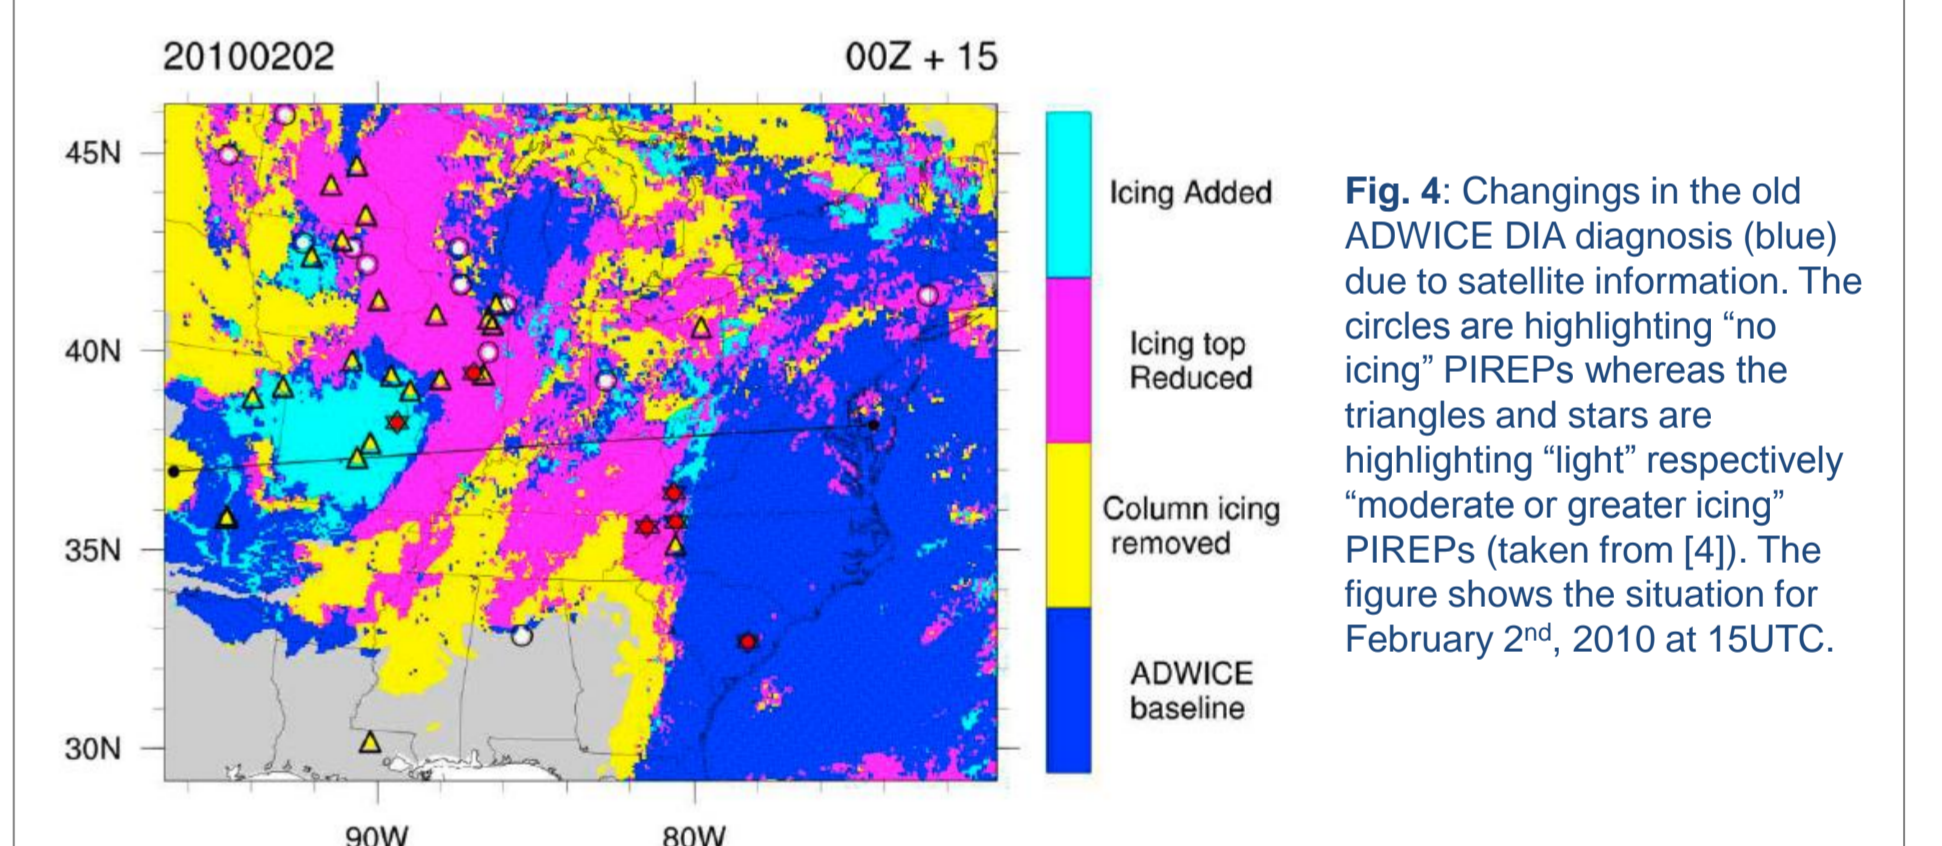 20100202
00Z + 15
45N
40N
35N
30N
90W
80W
Icing Added
Icing top
Reduced
Column icing
removed
ADWICE
baseline
Fig. 4: Changings in the old
ADWICE DIA diagnosis (blue)
due to satellite information. The
circles are highlighting “no
icing” PIREPs whereas the
triangles and stars are
highlighting “light” respectively
“moderate or greater icing”
PIREPs (taken from [4]). The
figure shows the situation for
February 2nd, 2010 at 15UTC.